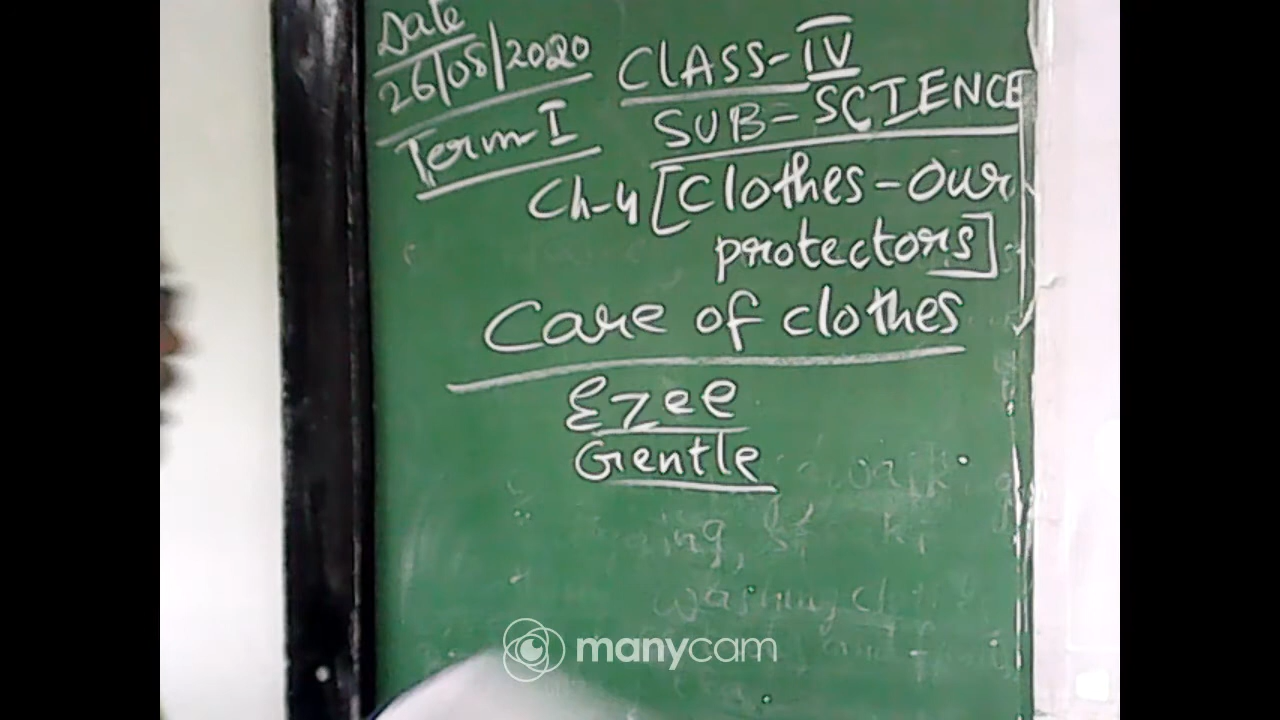 Date
26/08/2020
Term-I
CLASS-IV
SUB-SCIENCE
Ch-4 [Clothes-Our
protectors]
Care of clothes
Ezee
Gentle
manycam